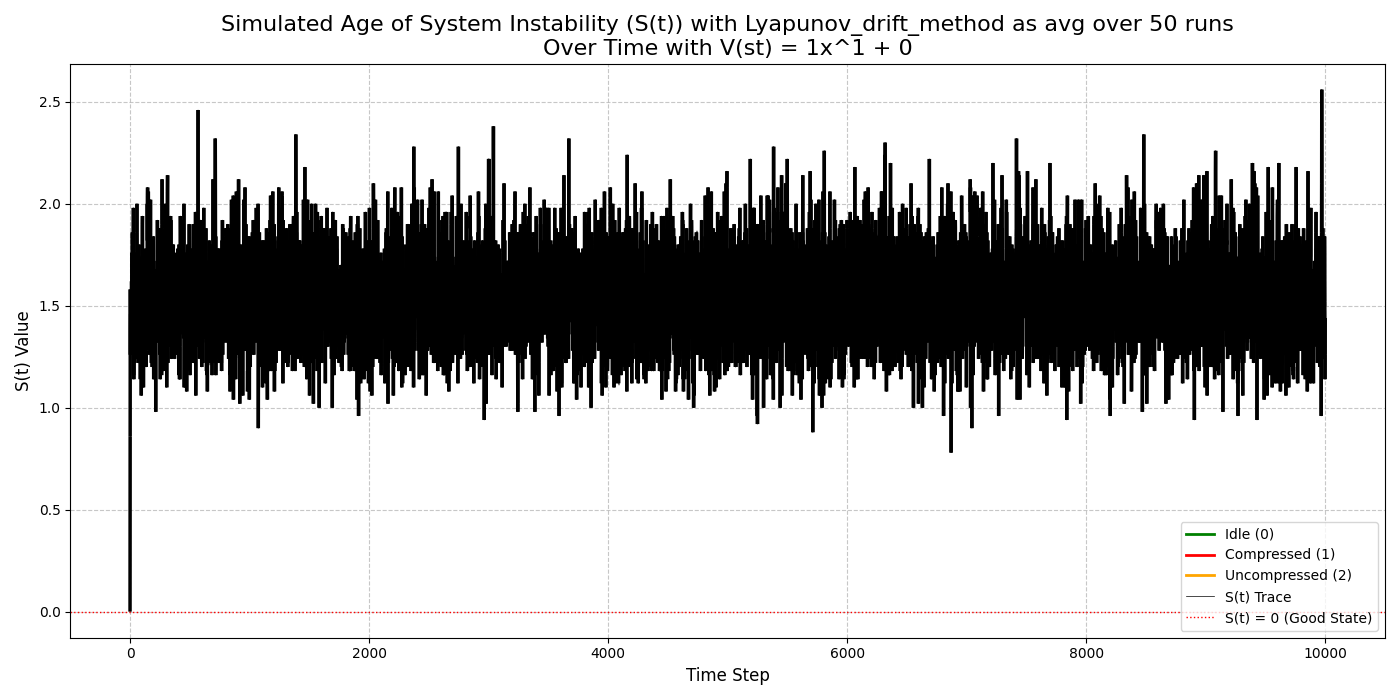 Simulated Age of System Instability (S(t)) with Lyapunov_drift_method as avg over 50 runs
Over Time with V(st) = 1x^1 + 0
S(t) Value
2.5
2.0
1.5
1.0
0.5
0.0
Idle (0)
Compressed (1)
Uncompressed (2)
S(t) Trace
S(t) = 0 (Good State)
0
2000
4000
6000
8000
10000
Time Step